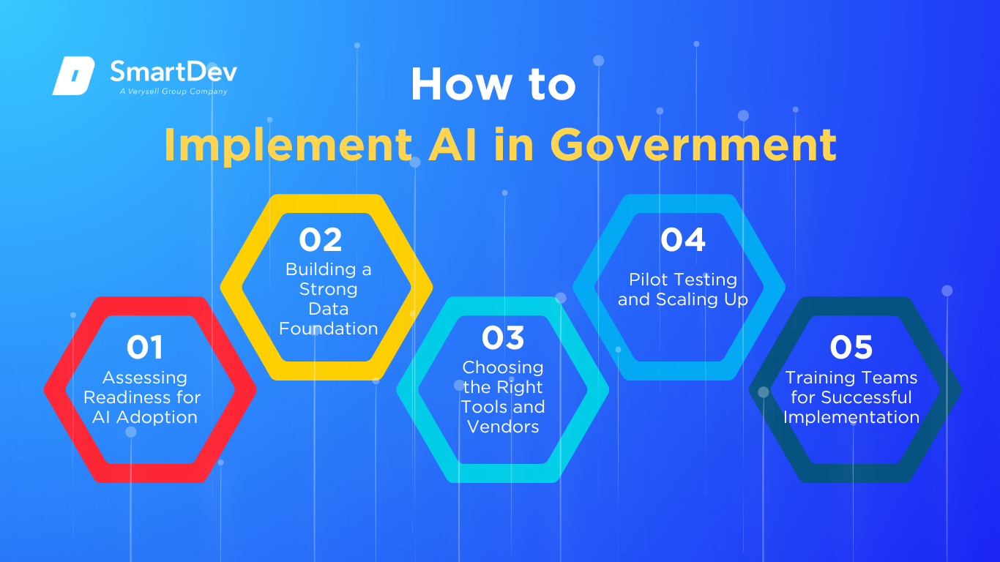 SmartDev
A Verysell Group Company
How to
Implement AI in Government
01
Assessing
Readiness for
AI Adoption
02
Building a
Strong
Data
Foundation
03
Choosing
the Right
Tools and
Vendors
04
Pilot Testing
and Scaling Up
05
Training Teams
for Successful
Implementation